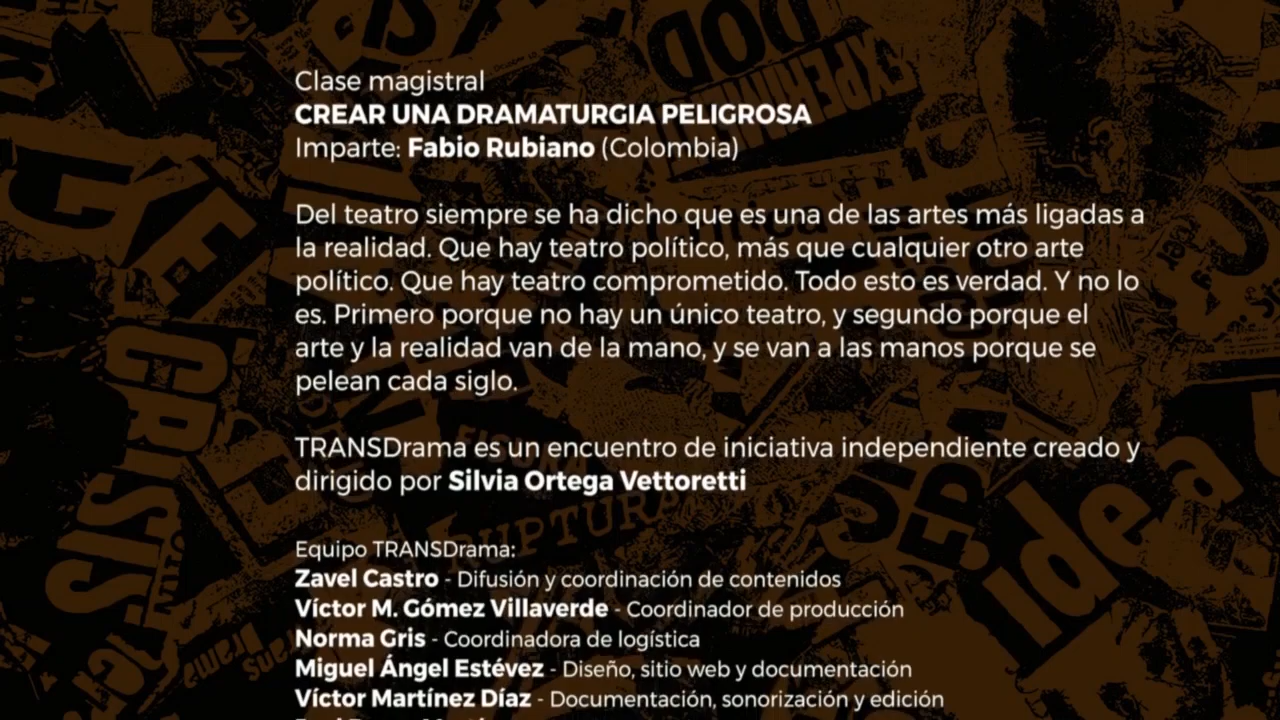 Clase magistral
CREAR UNA DRAMATURGIA PELIGROSA
Imparte: Fabio Rubiano (Colombia)
Del teatro siempre se ha dicho que es una de las artes más ligadas a
la realidad. Que hay teatro político, más que cualquier otro arte
político. Que hay teatro comprometido. Todo esto es verdad. Y no lo
es. Primero porque no hay un único teatro, y segundo porque el
arte y la realidad van de la mano, y se van a las manos porque se
pelean cada siglo.
TRANSDrama es un encuentro de iniciativa independiente creado y
dirigido por Silvia Ortega Vettoretti
Equipo TRANSDrama:
Zavel Castro - Difusión y coordinación de contenidos
Víctor M. Gómez Villaverde - Coordinador de producción
Norma Gris - Coordinadora de logística
Miguel Ángel Estévez - Diseño, sitio web y documentación
Víctor Martínez Díaz - Documentación, sonorización y edición
CRISIS
RUPTURA
idea